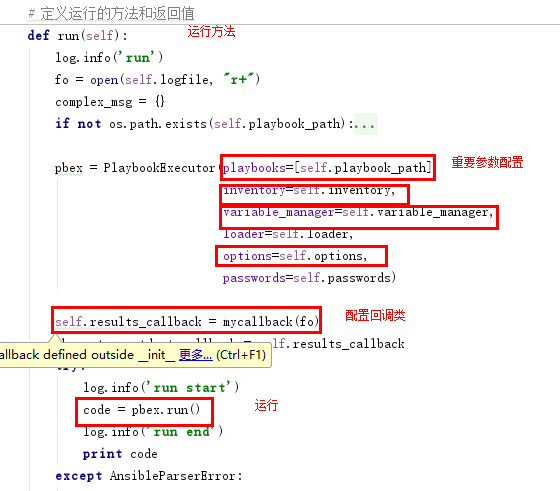 # 定义运行的方法和返回值
def run(self): 运行方法
log.info('run')
fo = open(self.logfile, "r+")
complex_msg = {}
if not os.path.exists(self.playbook_path):...
pbex = PlaybookExecutor(playbooks=[self.playbook_path] 重要参数配置
inventory=self.inventory,
variable_manager=self.variable_manager,
loader=self.loader,
options=self.options,
passwords=self.passwords)
self.results_callback = mycallback(fo) 配置回调类
allback defined outside __init__ 更多... (Ctrl+F1) lf.results_callback
log.info('run start')
code = pbex.run() 运行
log.info('run end')
print code
except AnsibleParserError: